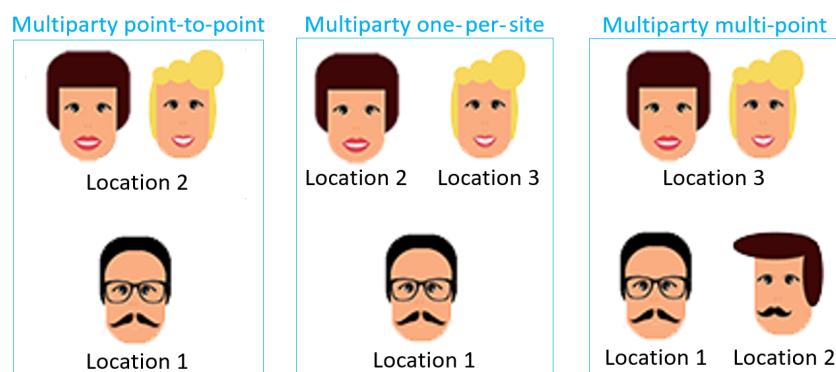 Multiparty point-to-point
Location 2
Location 1
Multiparty one-per-site
Location 2
Location 3
Location 1
Multiparty multi-point
Location 3
Location 1
Location 2